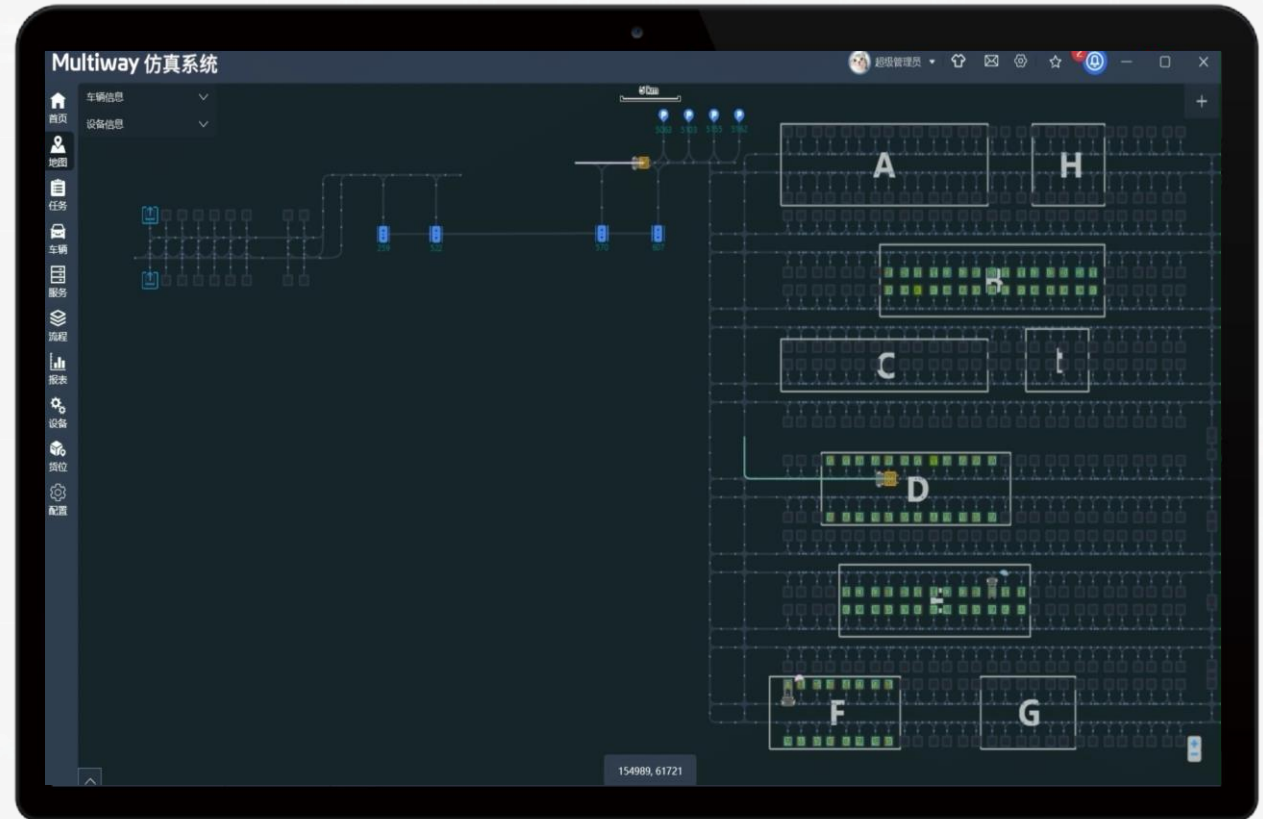 Multiway 仿真系统
超级管理员
2
首页
地图
任务
车辆
服务
流程
报表
设备
货位
配置
车辆信息
设备信息
A
H
B
C
D
F
G
154989, 61721